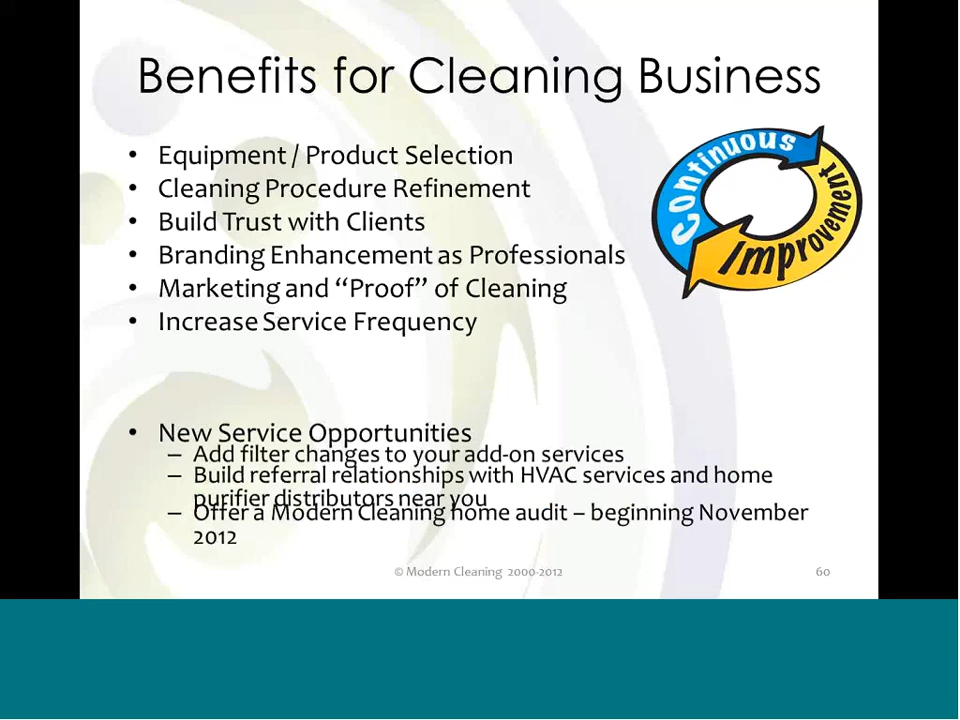 Benefits for Cleaning Business
• Equipment / Product Selection
• Cleaning Procedure Refinement
• Build Trust with Clients
• Branding Enhancement as Professionals
• Marketing and “Proof” of Cleaning
• Increase Service Frequency
Continuous
Improvement
• New Service Opportunities
– Add filter changes to your add-on services
– Build referral relationships with HVAC services and home
purifier distributors near you
– Offer a Modern Cleaning home audit – beginning November
2012
© Modern Cleaning 2000-2012
60